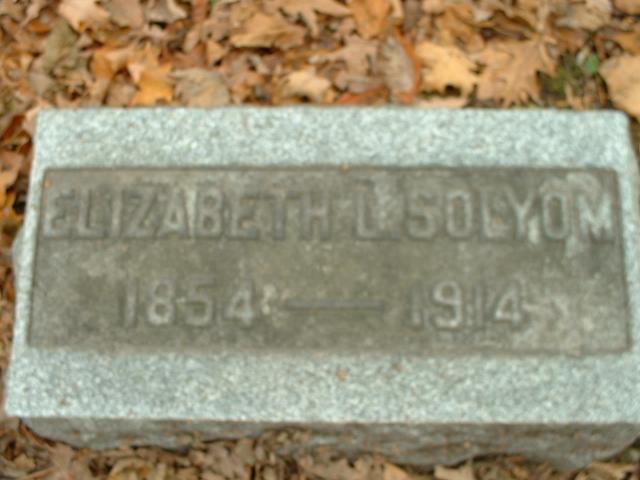 ELIZABETH L. SOLYOM
1854 — 1914